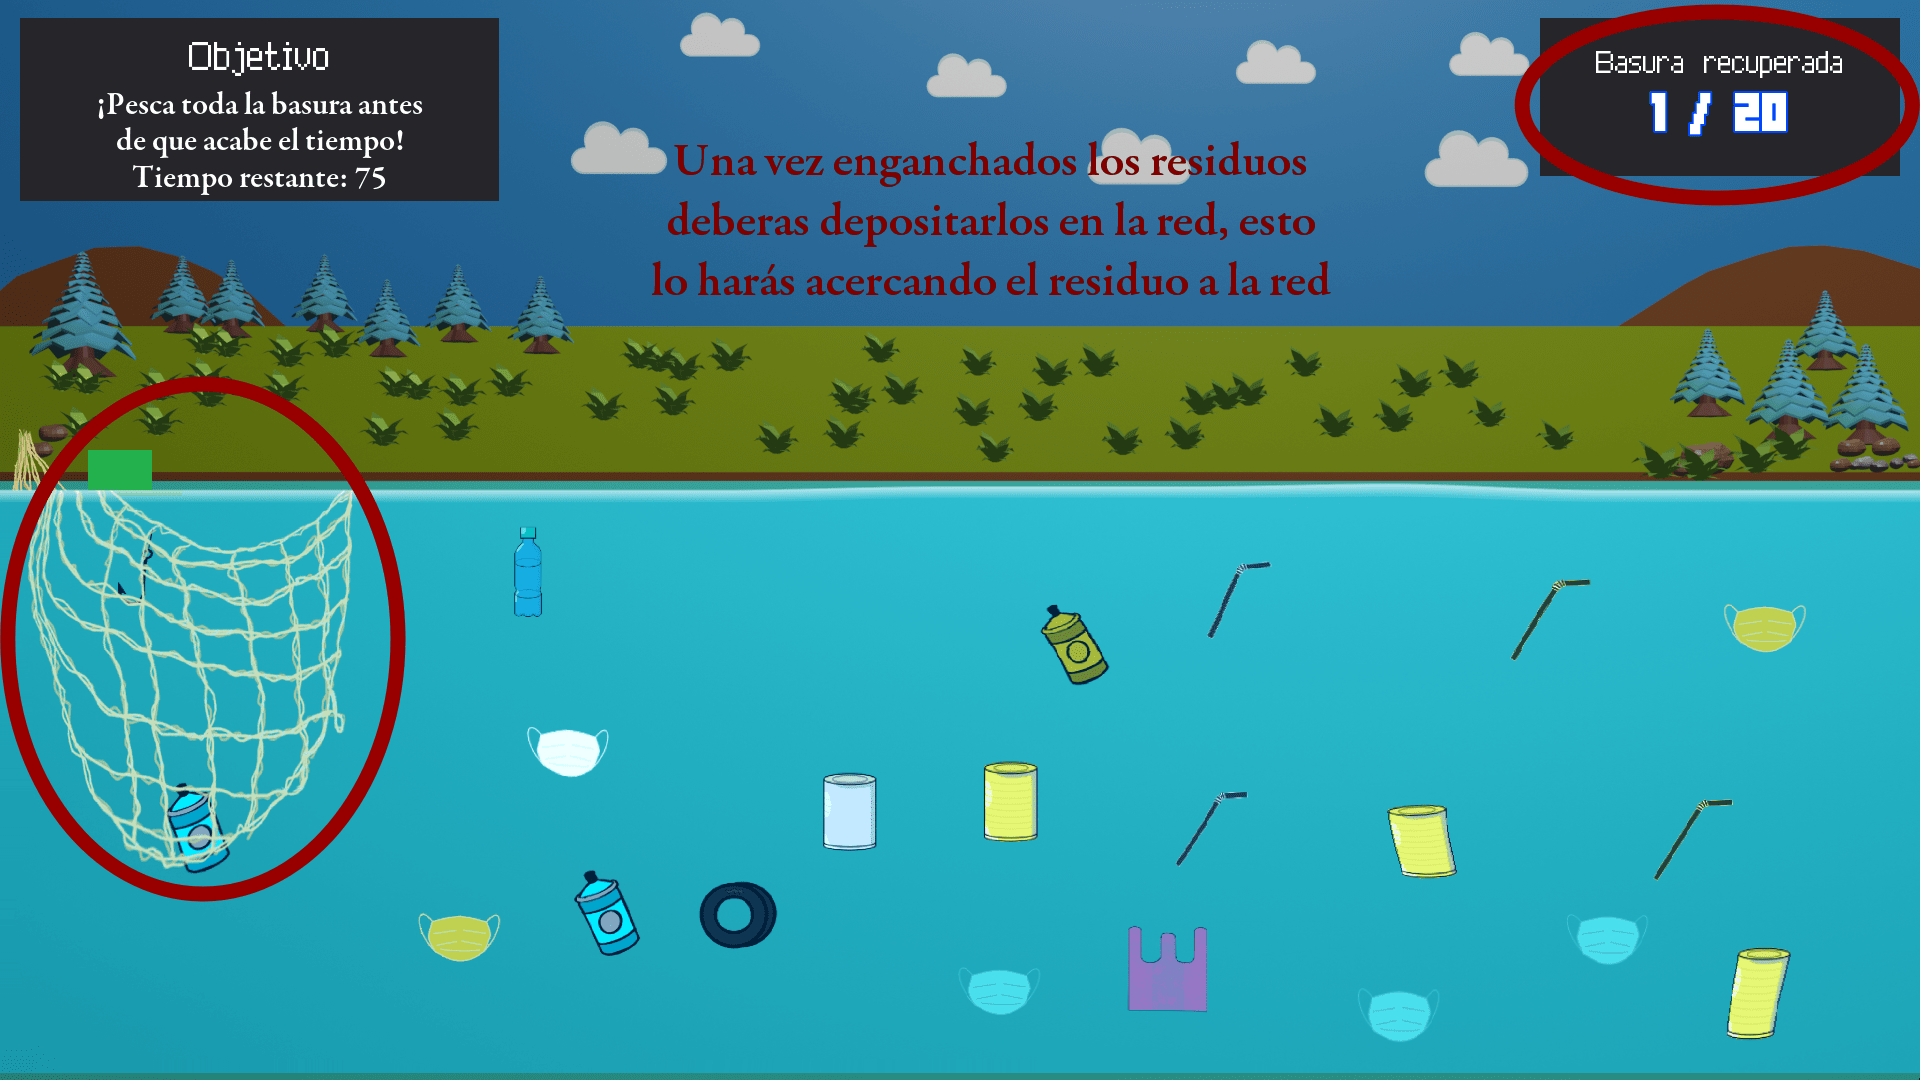 Objetivo
¡Pesca toda la basura antes
de que acabe el tiempo!
Tiempo restante: 75
Basura recuperada
1 / 20
Una vez enganchados los residuos
deberas depositarlos en la red, esto
lo harás acercando el residuo a la red